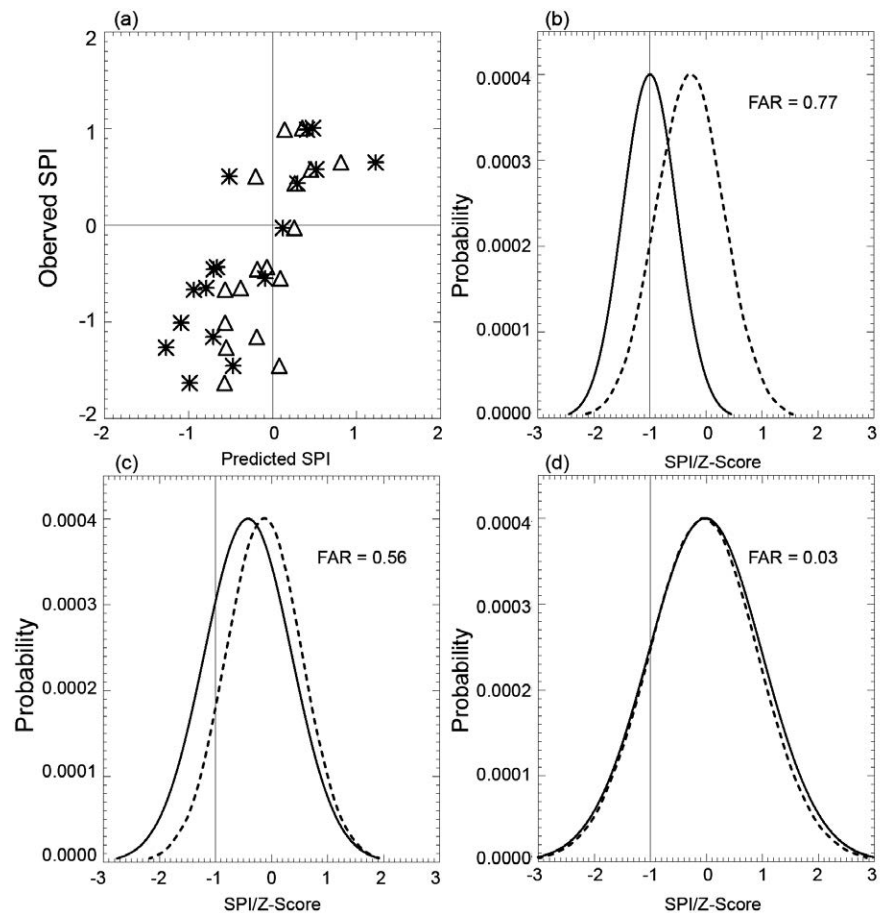 (a)
2
1
0
-1
-2
Oberved SPI
-2 -1 0 1 2
Predicted SPI
(b)
0.0004
0.0003
0.0002
0.0001
0.0000
Probability
FAR = 0.77
-3 -2 -1 0 1 2 3
SPI/Z-Score
(c)
0.0004
0.0003
0.0002
0.0001
0.0000
Probability
FAR = 0.56
-3 -2 -1 0 1 2 3
SPI/Z-Score
(d)
0.0004
0.0003
0.0002
0.0001
0.0000
Probability
FAR = 0.03
-3 -2 -1 0 1 2 3
SPI/Z-Score